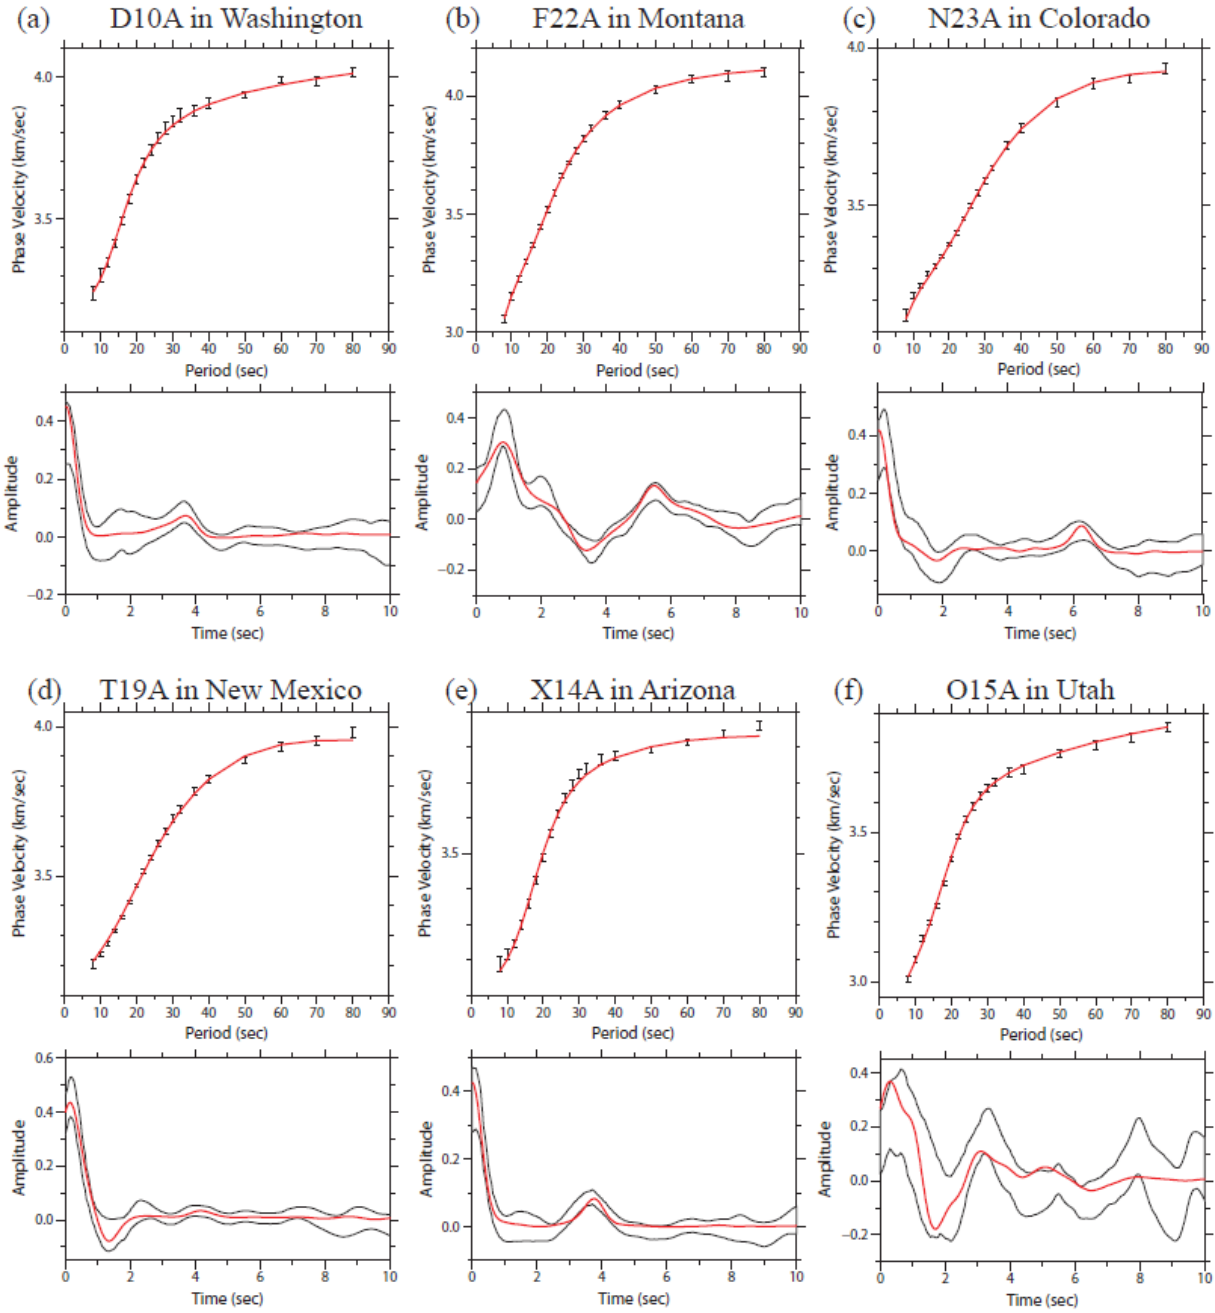 (a) D10A in Washington
4.0
3.5
Phase Velocity (km/sec)
0 10 20 30 40 50 60 70 80 90
Period (sec)
0.4
0.2
0.0
−0.2
Amplitude
0 2 4 6 8 10
Time (sec)
(b) F22A in Montana
4.0
3.5
3.0
Phase Velocity (km/sec)
0 10 20 30 40 50 60 70 80 90
Period (sec)
0.4
0.2
0.0
−0.2
Amplitude
0 2 4 6 8 10
Time (sec)
(c) N23A in Colorado
4.0
3.5
Phase Velocity (km/sec)
0 10 20 30 40 50 60 70 80 90
Period (sec)
0.4
0.2
0.0
Amplitude
0 2 4 6 8 10
Time (sec)
(d) T19A in New Mexico
4.0
3.5
Phase Velocity (km/sec)
0 10 20 30 40 50 60 70 80 90
Period (sec)
0.6
0.4
0.2
0.0
Amplitude
0 2 4 6 8 10
Time (sec)
(e) X14A in Arizona
3.5
Phase Velocity (km/sec)
0 10 20 30 40 50 60 70 80 90
Period (sec)
0.4
0.2
0.0
Amplitude
0 2 4 6 8 10
Time (sec)
(f) O15A in Utah
3.5
3.0
Phase Velocity (km/sec)
0 10 20 30 40 50 60 70 80 90
Period (sec)
0.4
0.2
0.0
−0.2
Amplitude
0 2 4 6 8 10
Time (sec)